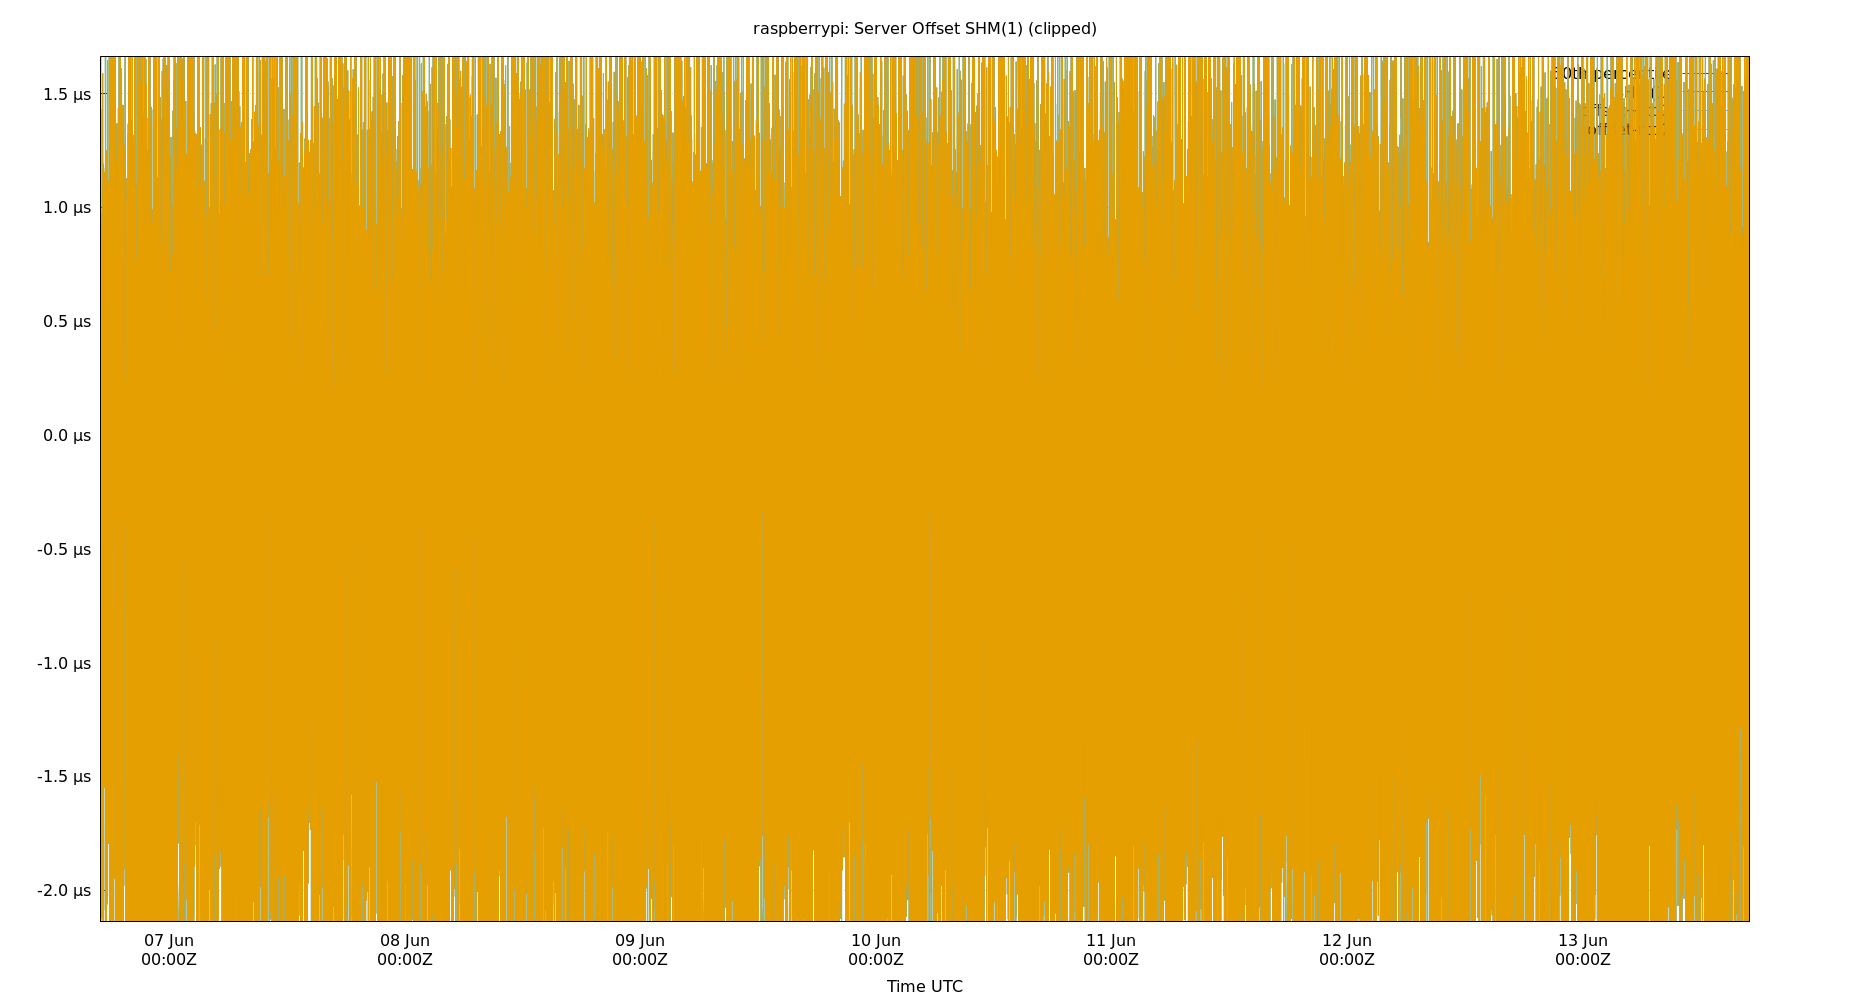 raspberrypi: Server Offset SHM(1) (clipped)
1.5 µs
1.0 µs
0.5 µs
0.0 µs
-0.5 µs
-1.0 µs
-1.5 µs
-2.0 µs
07 Jun
00:00Z
08 Jun
00:00Z
09 Jun
00:00Z
10 Jun
00:00Z
11 Jun
00:00Z
12 Jun
00:00Z
13 Jun
00:00Z
Time UTC